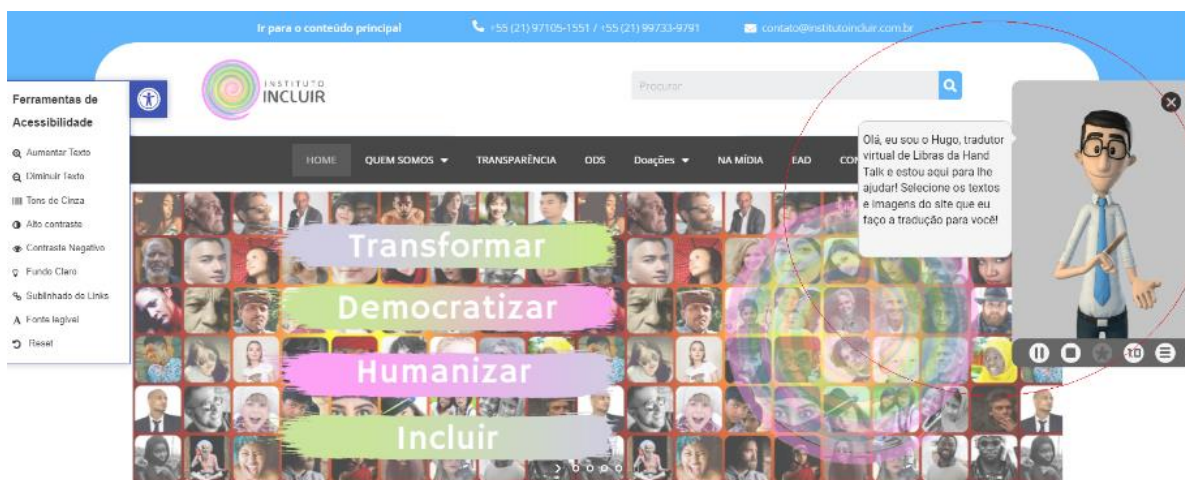 Ir para o conteúdo principal
+55 (21) 97105-1551 / +55 (21) 99733-9791
contato@institutoincluir.com.br
INSTITUTO
INCLUIR
Procurar
Ferramentas de
Acessibilidade
Aumentar Texto
Diminuir Texto
Tons de Cinza
Alto contraste
Contraste Negativo
Fundo Claro
Sublinhado de Links
Fonte legível
Reset
HOME
QUEM SOMOS
TRANSPARÊNCIA
ODS
Doações
NA MÍDIA
EAD
Olá, eu sou o Hugo, tradutor
virtual de Libras da Hand
Talk e estou aqui para lhe
ajudar! Selecione os textos
e imagens do site que eu
faço a tradução para você!
Transformar
Democratizar
Humanizar
Incluir